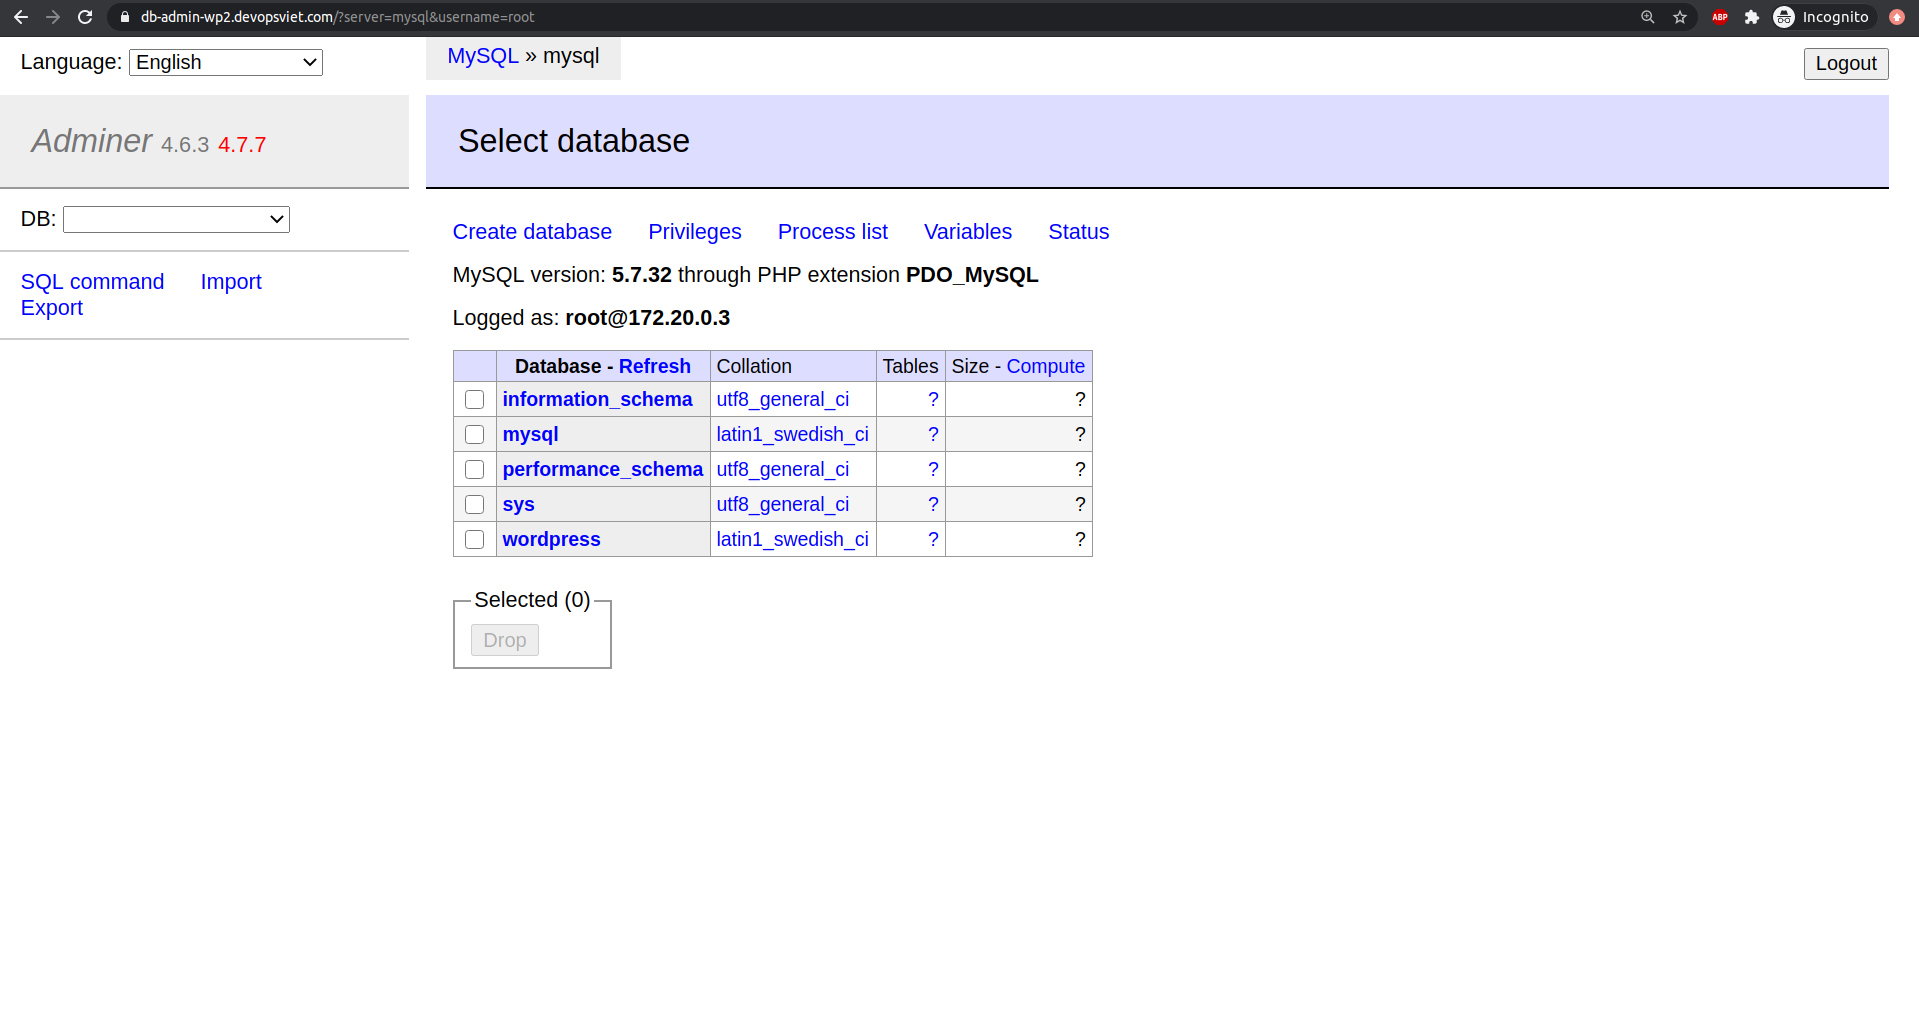 db-admin-wp2.devopsviet.com/?server=mysql&username=root
ABP
Incognito
Language: English
MySQL » mysql
Logout
Adminer 4.6.3 4.7.7
Select database
DB:
SQL command Import
Export
Create database Privileges Process list Variables Status
MySQL version: 5.7.32 through PHP extension PDO_MySQL
Logged as: root@172.20.0.3
Database - Refresh Collation Tables Size - Compute
information_schema utf8_general_ci ? ?
mysql latin1_swedish_ci ? ?
performance_schema utf8_general_ci ? ?
sys utf8_general_ci ? ?
wordpress latin1_swedish_ci ? ?
Selected (0)
Drop